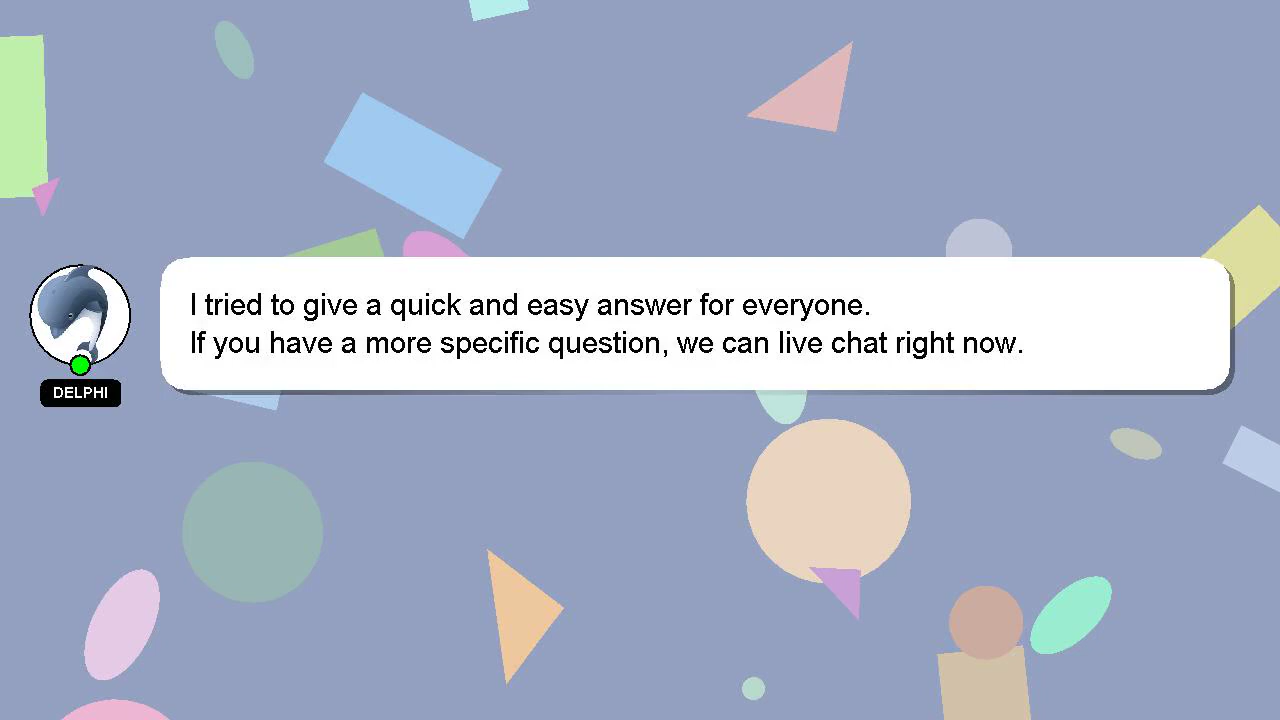 I tried to give a quick and easy answer for everyone.
If you have a more specific question, we can live chat right now.
DELPHI